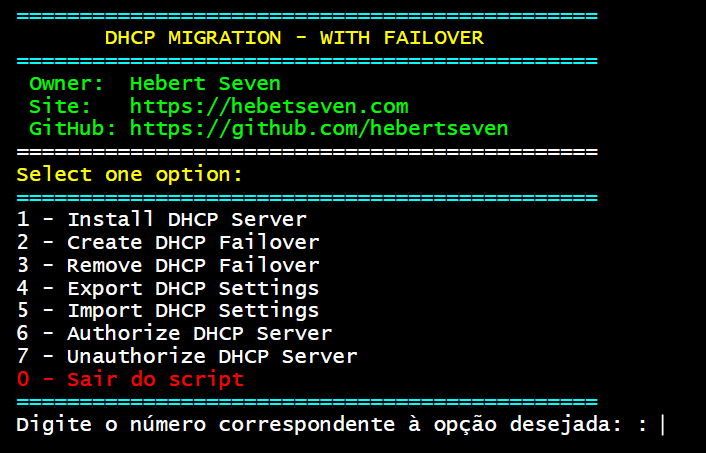 ==============================================
DHCP MIGRATION - WITH FAILOVER
==============================================
Owner: Hebert Seven
Site: https://hebetseven.com
GitHub: https://github.com/hebertseven
==============================================
Select one option:
==============================================
1 - Install DHCP Server
2 - Create DHCP Failover
3 - Remove DHCP Failover
4 - Export DHCP Settings
5 - Import DHCP Settings
6 - Authorize DHCP Server
7 - Unauthorize DHCP Server
0 - Sair do script
==============================================
Digite o número correspondente à opção desejada: :